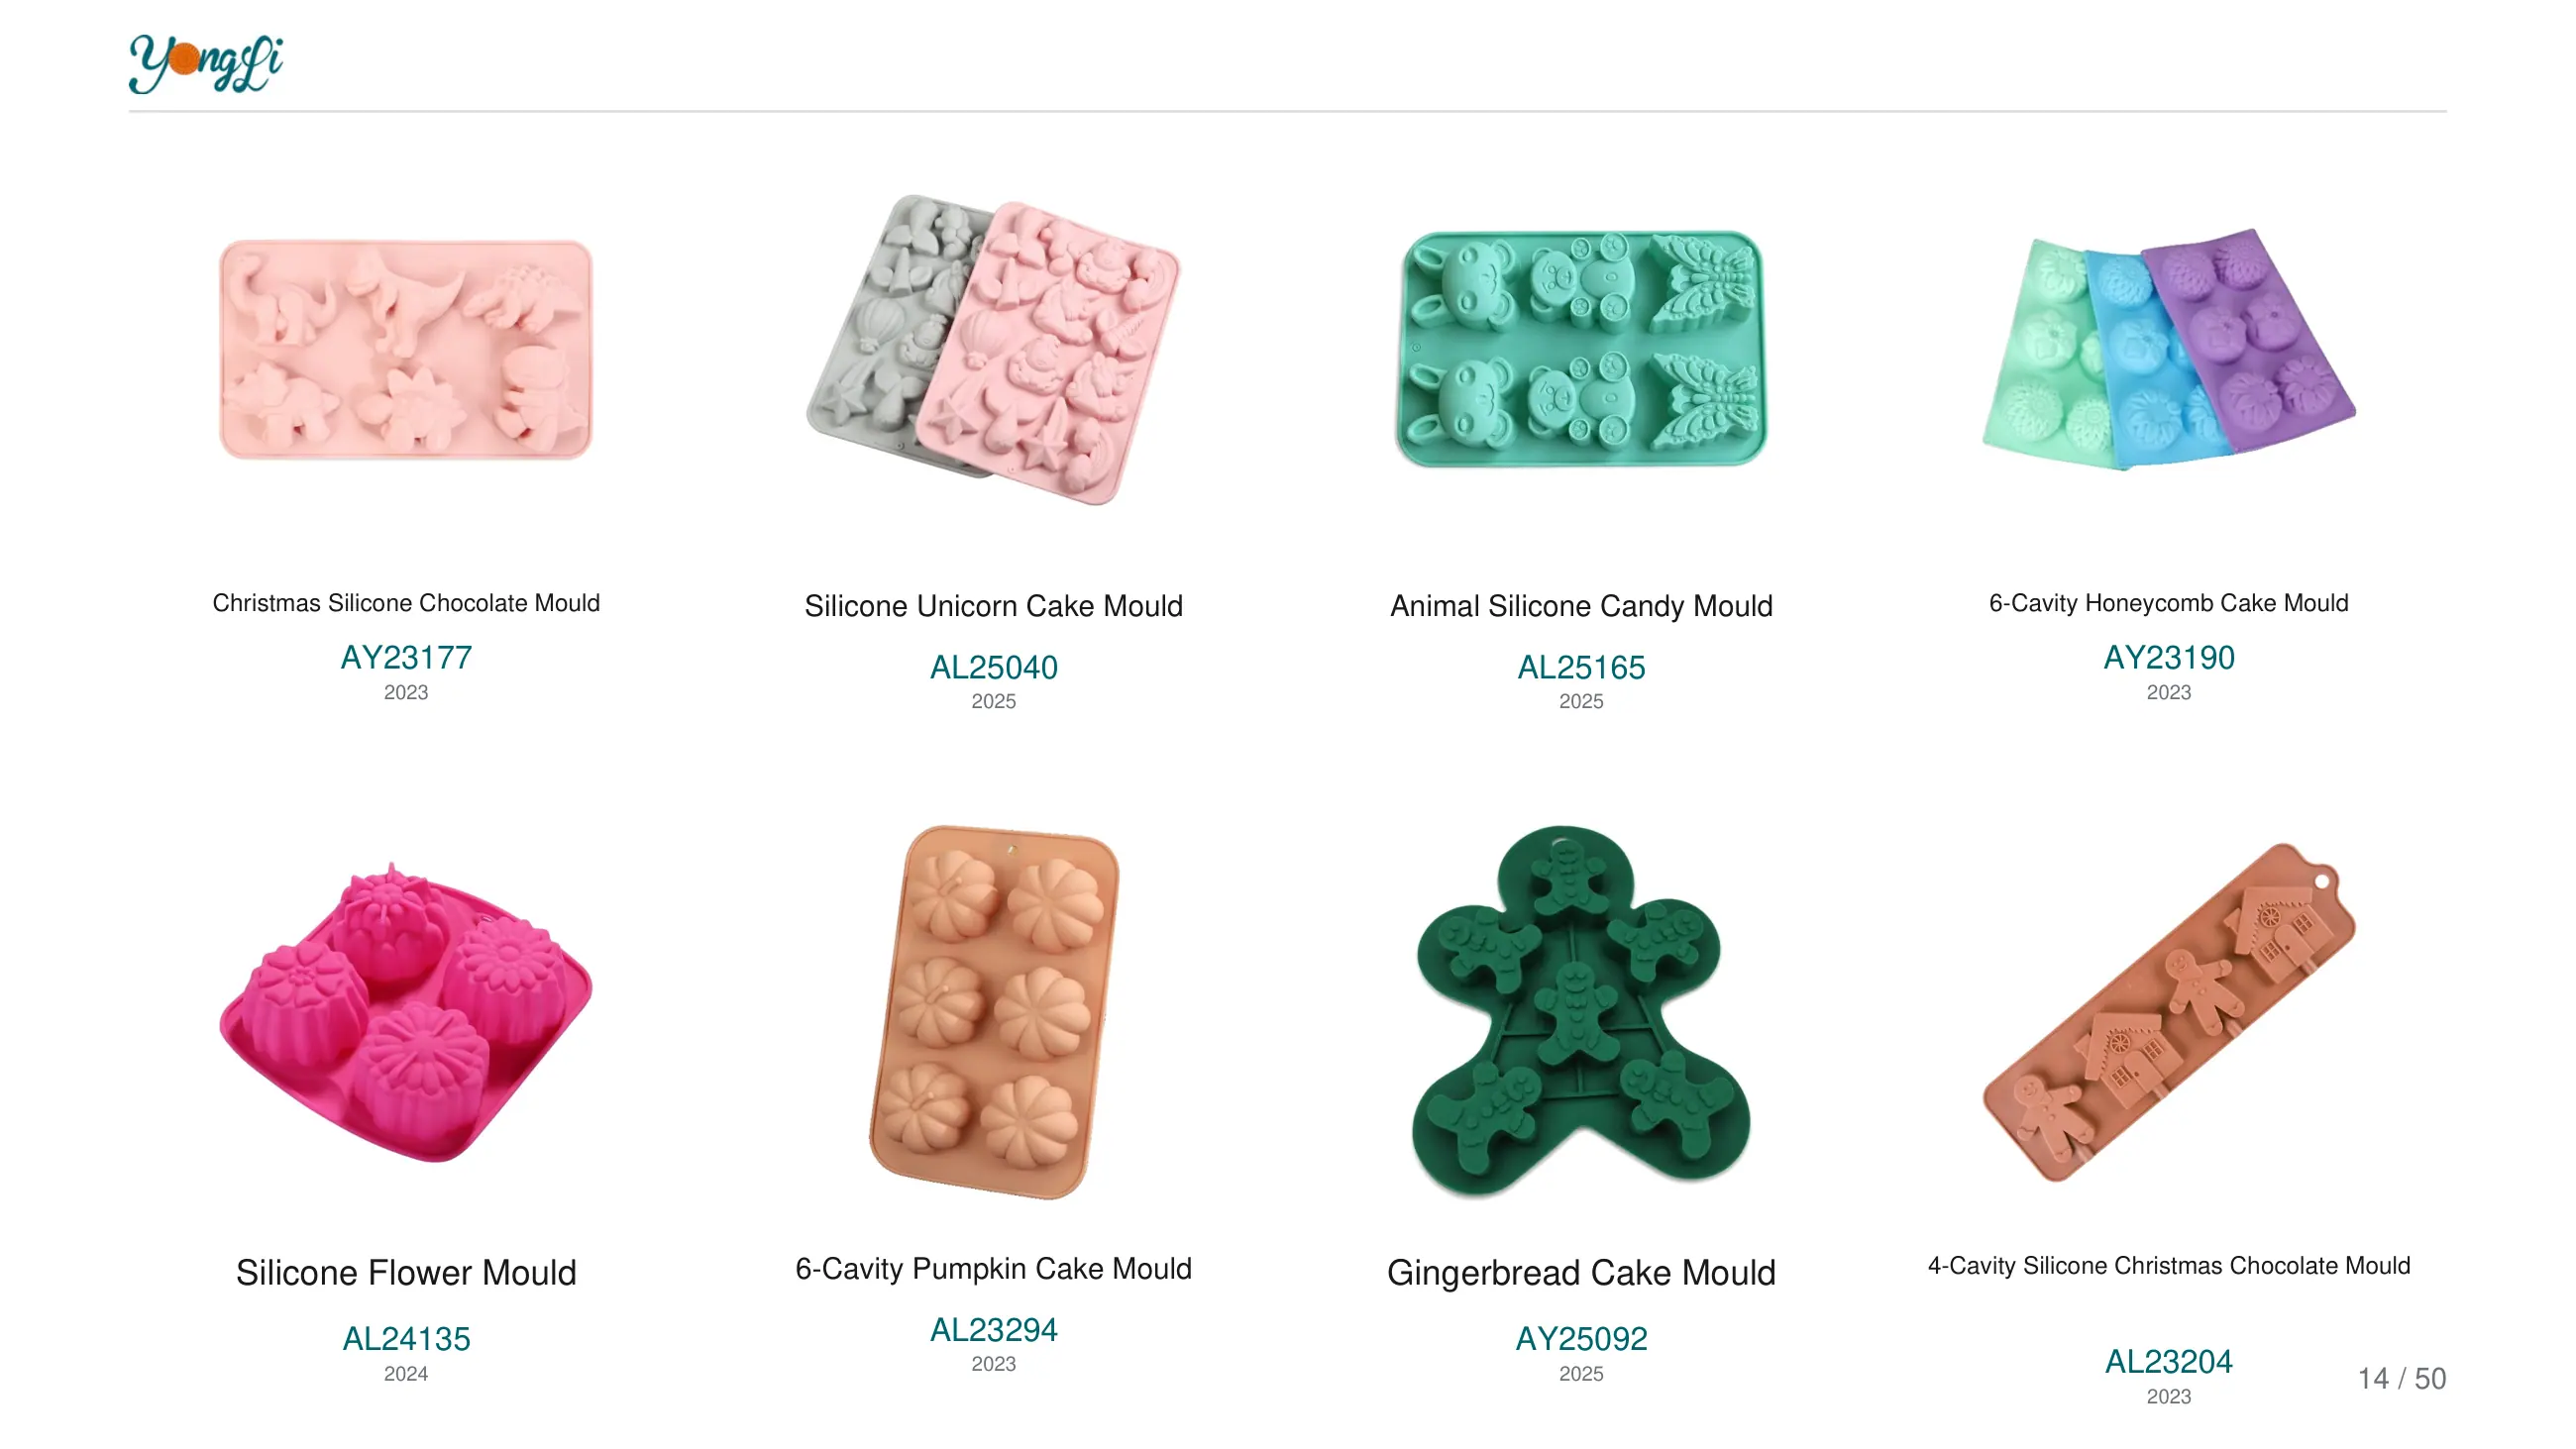 YongLi
Christmas Silicone Chocolate Mould
AY23177
2023
Silicone Unicorn Cake Mould
AL25040
2025
Animal Silicone Candy Mould
AL25165
2025
6-Cavity Honeycomb Cake Mould
AY23190
2023
Silicone Flower Mould
AL24135
2024
6-Cavity Pumpkin Cake Mould
AL23294
2023
Gingerbread Cake Mould
AY25092
2025
4-Cavity Silicone Christmas Chocolate Mould
AL23204
2023
14 / 50